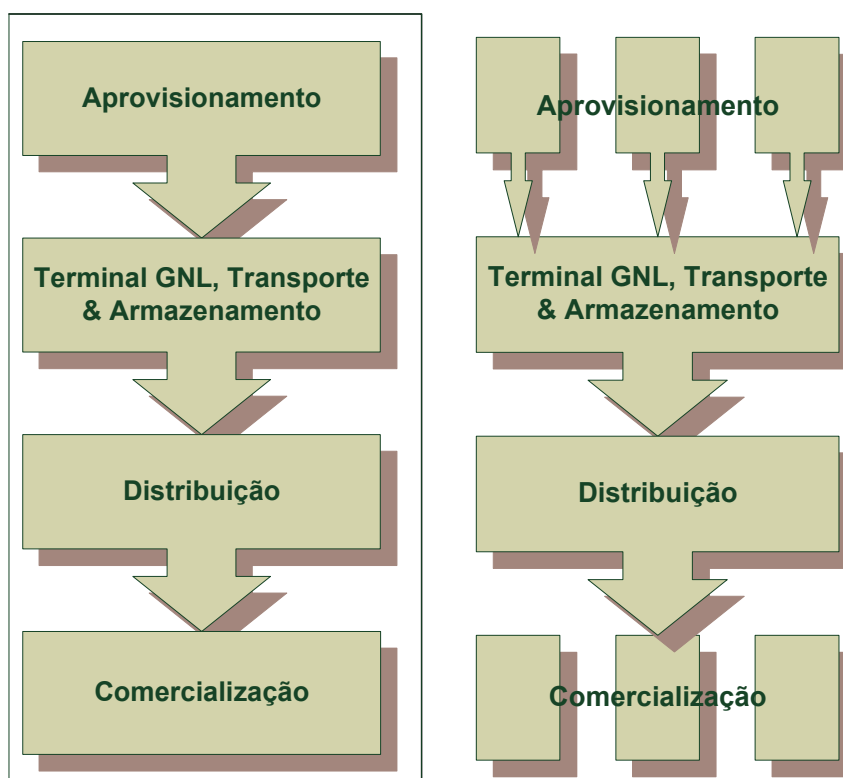 Aprovisionamento
Terminal GNL, Transporte
& Armazenamento
Distribuição
Comercialização
Aprovisionamento
Terminal GNL, Transporte
& Armazenamento
Distribuição
Comercialização